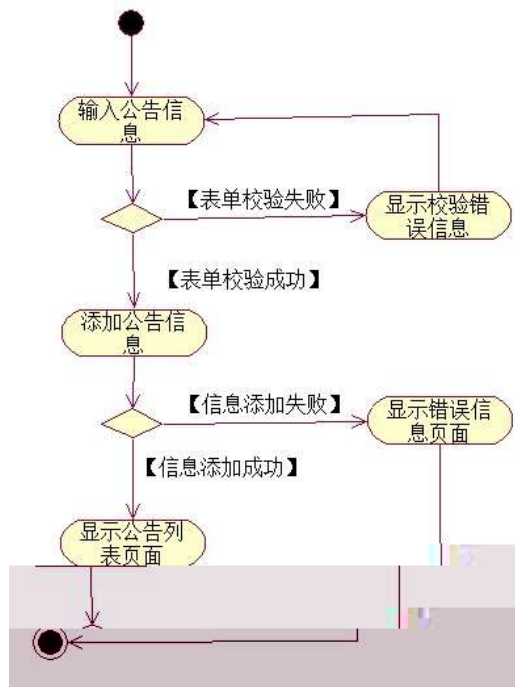 输入公告信
息
【表单校验失败】
显示校验错
误信息
【表单校验成功】
添加公告信
息
【信息添加失败】
显示错误信
息页面
【信息添加成功】
显示公告列
表页面